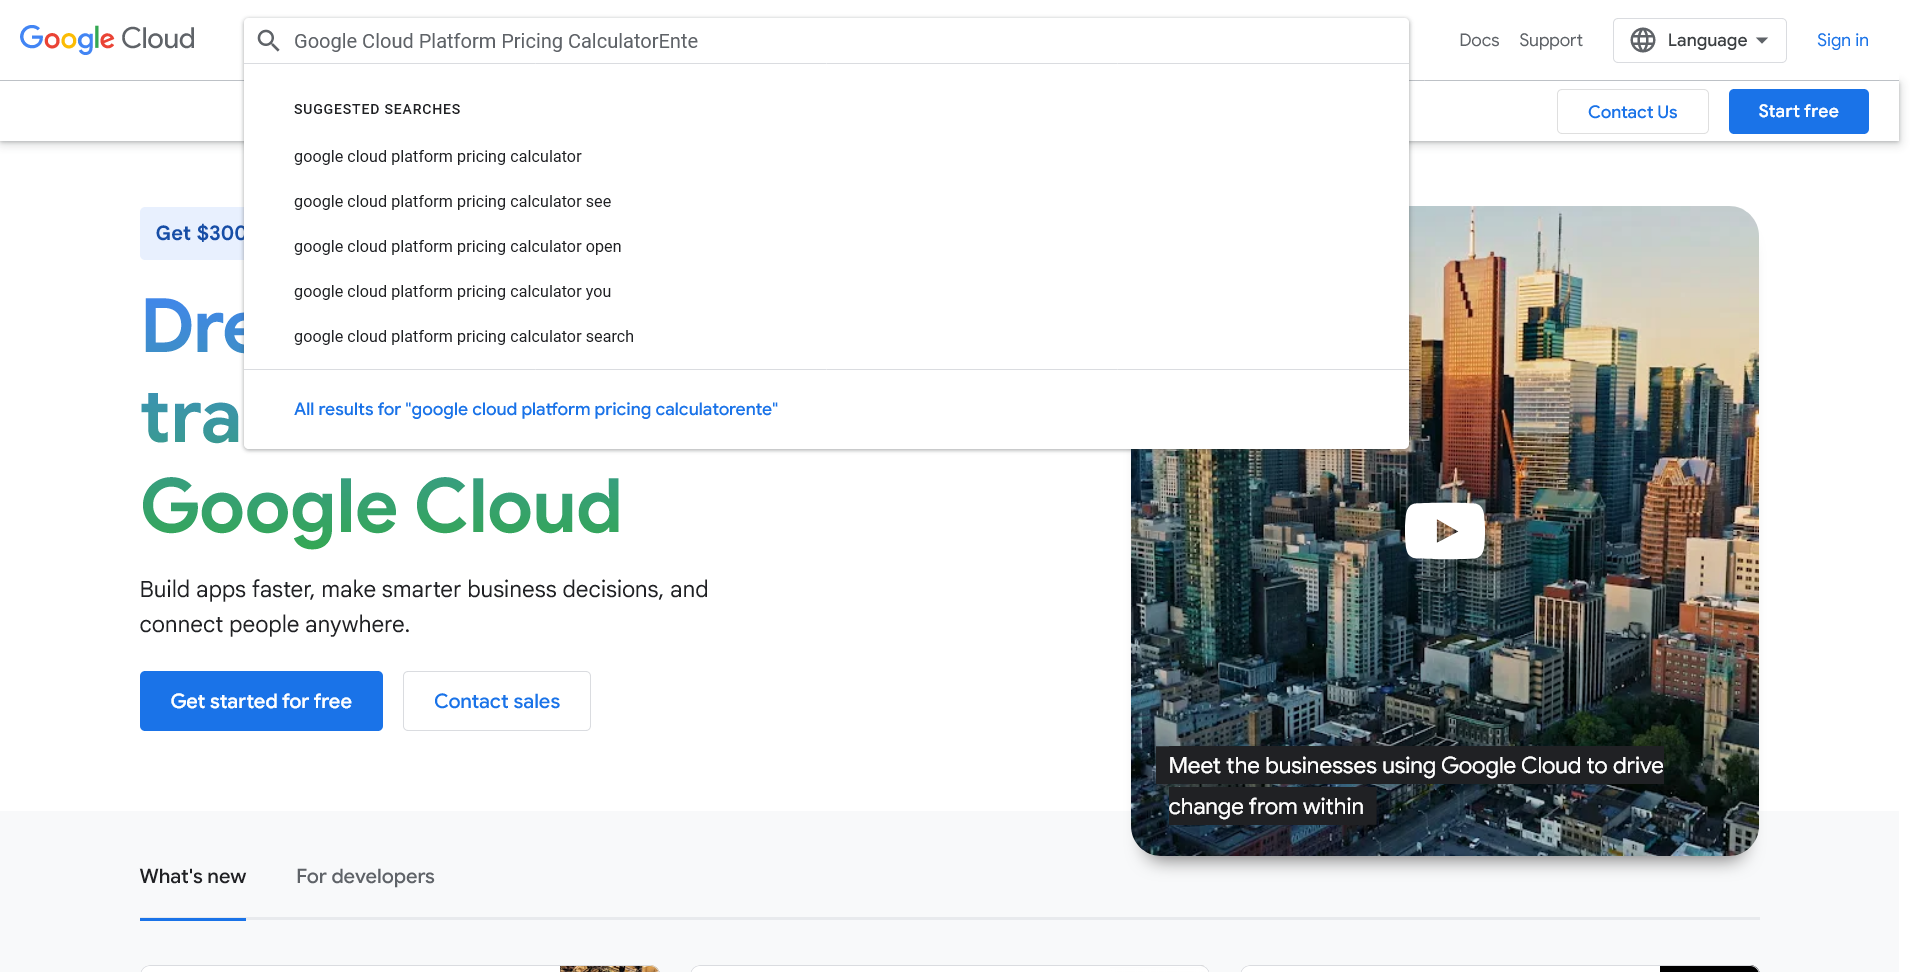 Google Cloud
Google Cloud Platform Pricing CalculatorEnte
Docs
Support
Language
Sign in
Contact Us
Start free
SUGGESTED SEARCHES
google cloud platform pricing calculator
google cloud platform pricing calculator see
google cloud platform pricing calculator open
google cloud platform pricing calculator you
google cloud platform pricing calculator search
All results for "google cloud platform pricing calculatorente"
Get $300
Dre
tra
Google Cloud
Build apps faster, make smarter business decisions, and
connect people anywhere.
Get started for free
Contact sales
Meet the businesses using Google Cloud to drive
change from within
What's new
For developers